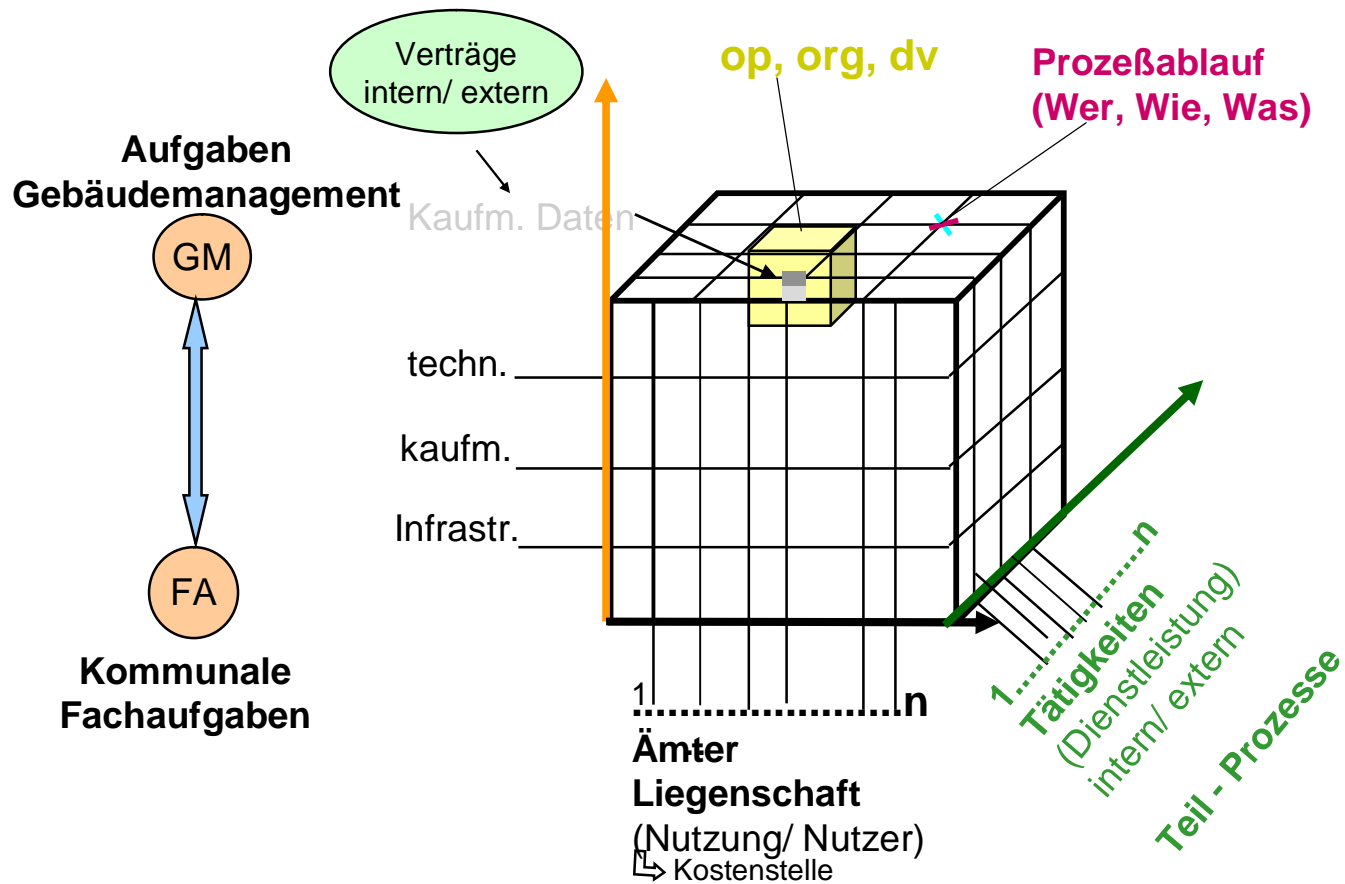 Verträge
intern/ extern
op, org, dv
Prozeßablauf
(Wer, Wie, Was)
Aufgaben
Gebäudemanagement
Kaufm. Daten
GM
techn.
kaufm.
Infrastr.
FA
Kommunale
Fachaufgaben
1.....................n
Ämter
Liegenschaft
(Nutzung/ Nutzer)
Kostenstelle
1.....................n
Tätigkeiten
(Dienstleistung)
intern/ extern
Teil - Prozesse